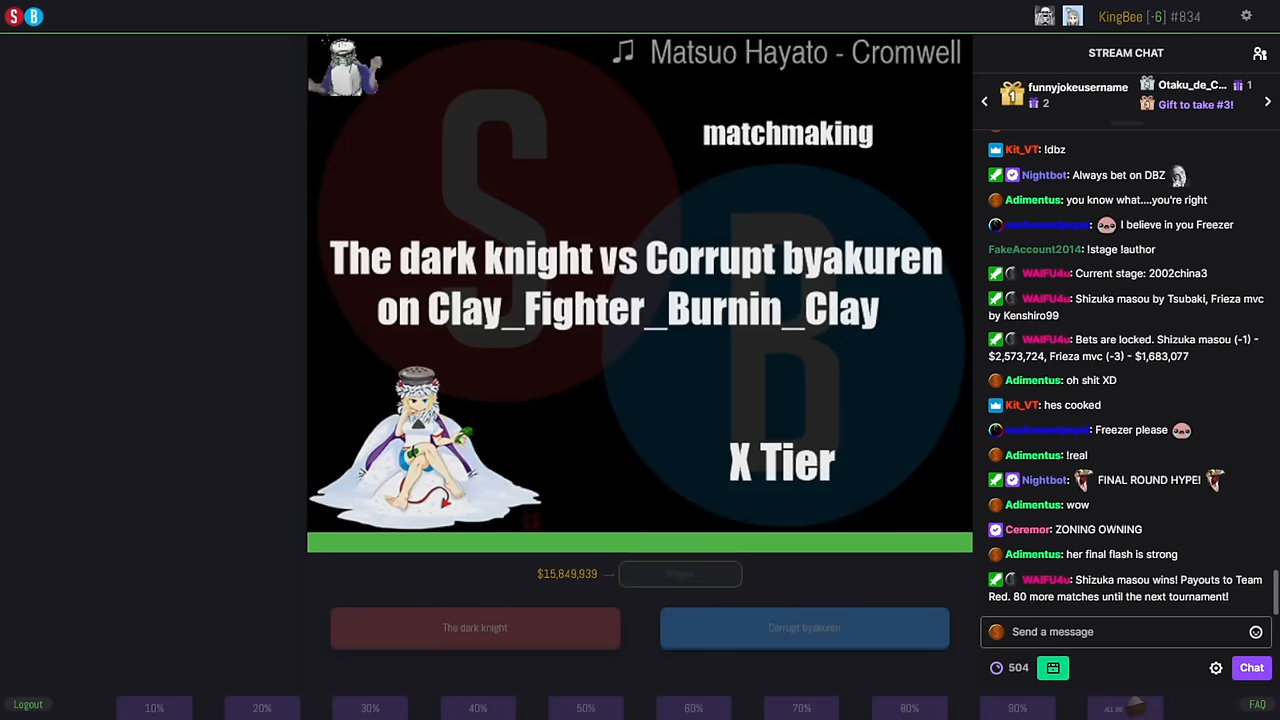 S B
KingBee [-6] #834
♫ Matsuo Hayato - Cromwell
matchmaking
The dark knight vs Corrupt byakuren
on Clay_Fighter_Burnin_Clay
X Tier
$15,849,939 →
The dark knight
Corrupt byakuren
Logout
10%
20%
30%
40%
50%
60%
70%
80%
90%
FAQ
STREAM CHAT
1 funnyjokeusername
2
2 Otaku_de_C... 1
3 Gift to take #3!
Kit_VT: !dbz
Nightbot: Always bet on DBZ
Adimentus: you know what....you're right
I believe in you Freezer
FakeAccount2014: !stage !author
WAIFU4u: Current stage: 2002china3
WAIFU4u: Shizuka masou by Tsubaki, Frieza mvc
by Kenshiro99
WAIFU4u: Bets are locked. Shizuka masou (-1) -
$2,573,724, Frieza mvc (-3) - $1,683,077
Adimentus: oh shit XD
Kit_VT: hes cooked
Freezer please
Adimentus: !real
Nightbot: FINAL ROUND HYPE!
Adimentus: wow
Ceremor: ZONING OWNING
Adimentus: her final flash is strong
WAIFU4u: Shizuka masou wins! Payouts to Team
Red. 80 more matches until the next tournament!
Send a message
504
Chat